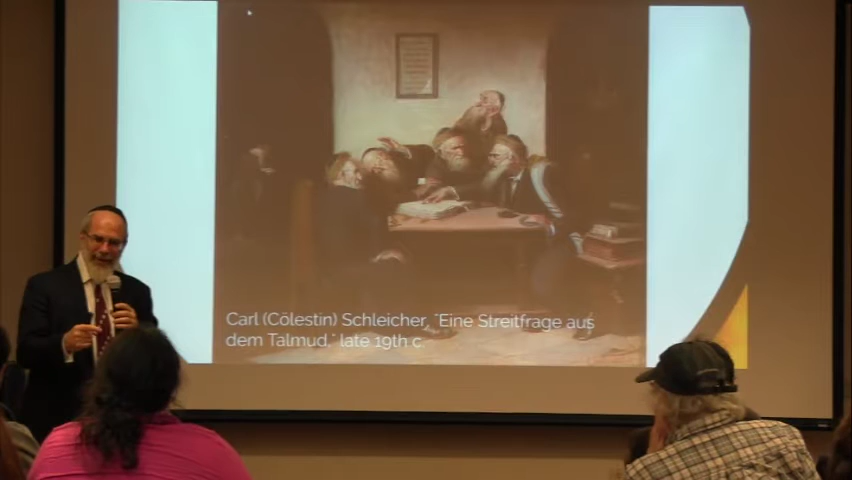 Carl (Cölestin) Schleicher, "Eine Streitfrage aus
dem Talmud," late 19th c.